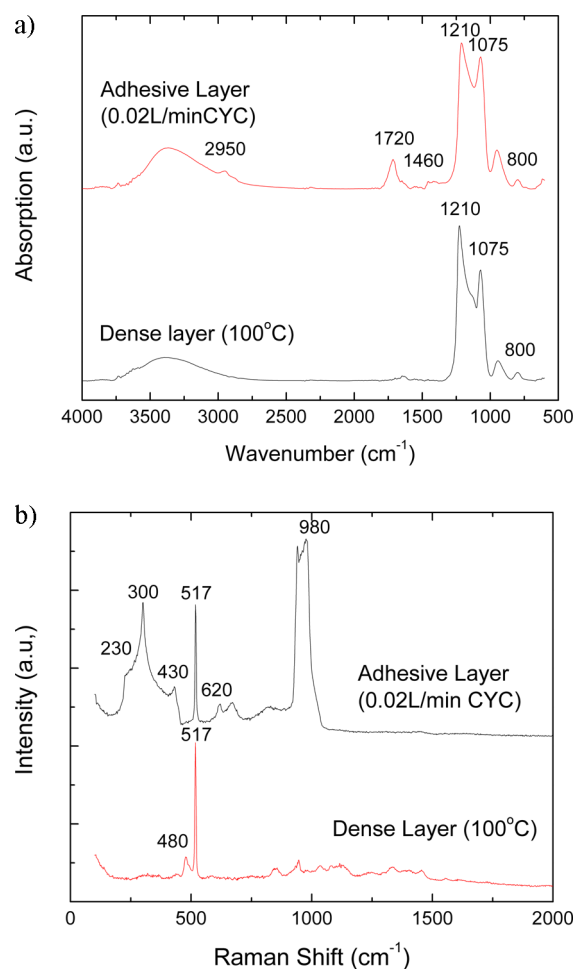 a)
1210
1075
Adhesive Layer
(0.02L/minCYC)
2950
1720
1460
800
1210
1075
Dense layer (100°C)
800
Absorption (a.u.)
4000 3500 3000 2500 2000 1500 1000 500
Wavenumber (cm-1)
b)
980
300
517
230
430
620
Adhesive Layer
(0.02L/min CYC)
517
480
Dense Layer (100°C)
Intensity (a.u,)
0 500 1000 1500 2000
Raman Shift (cm-1)